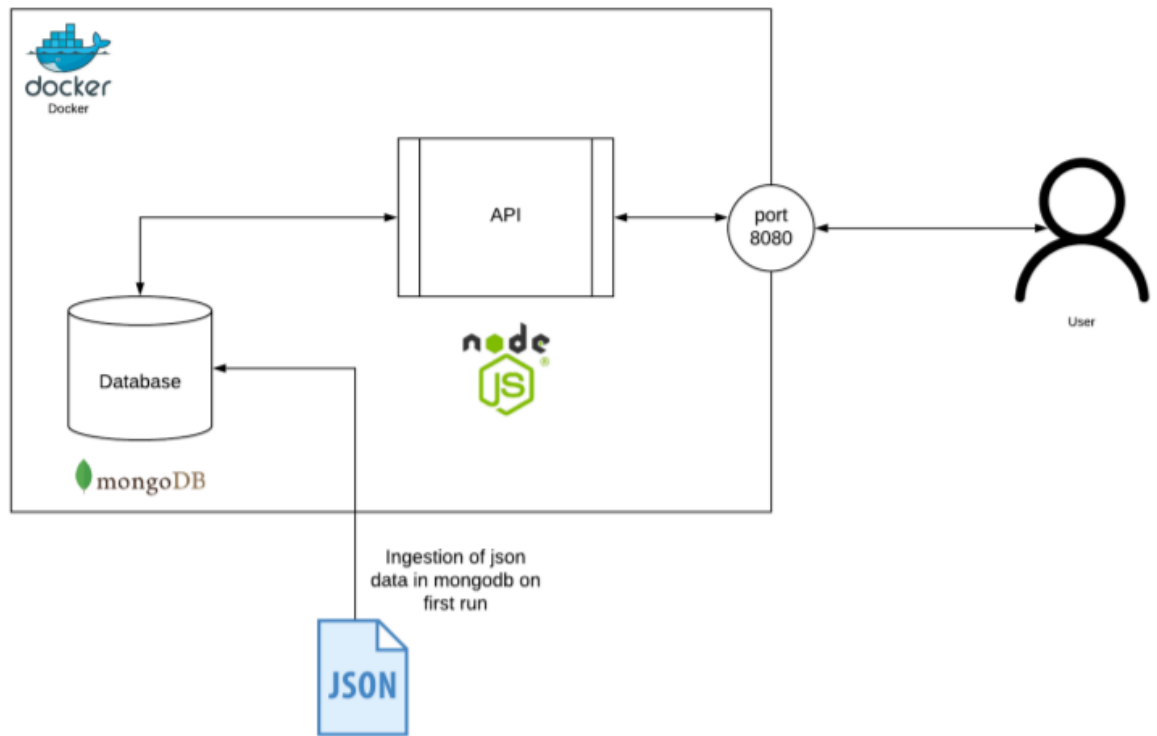 docker
Docker
API
port
8080
User
node
JS
®
Database
mongoDB
Ingestion of json
data in mongodb on
first run
JSON